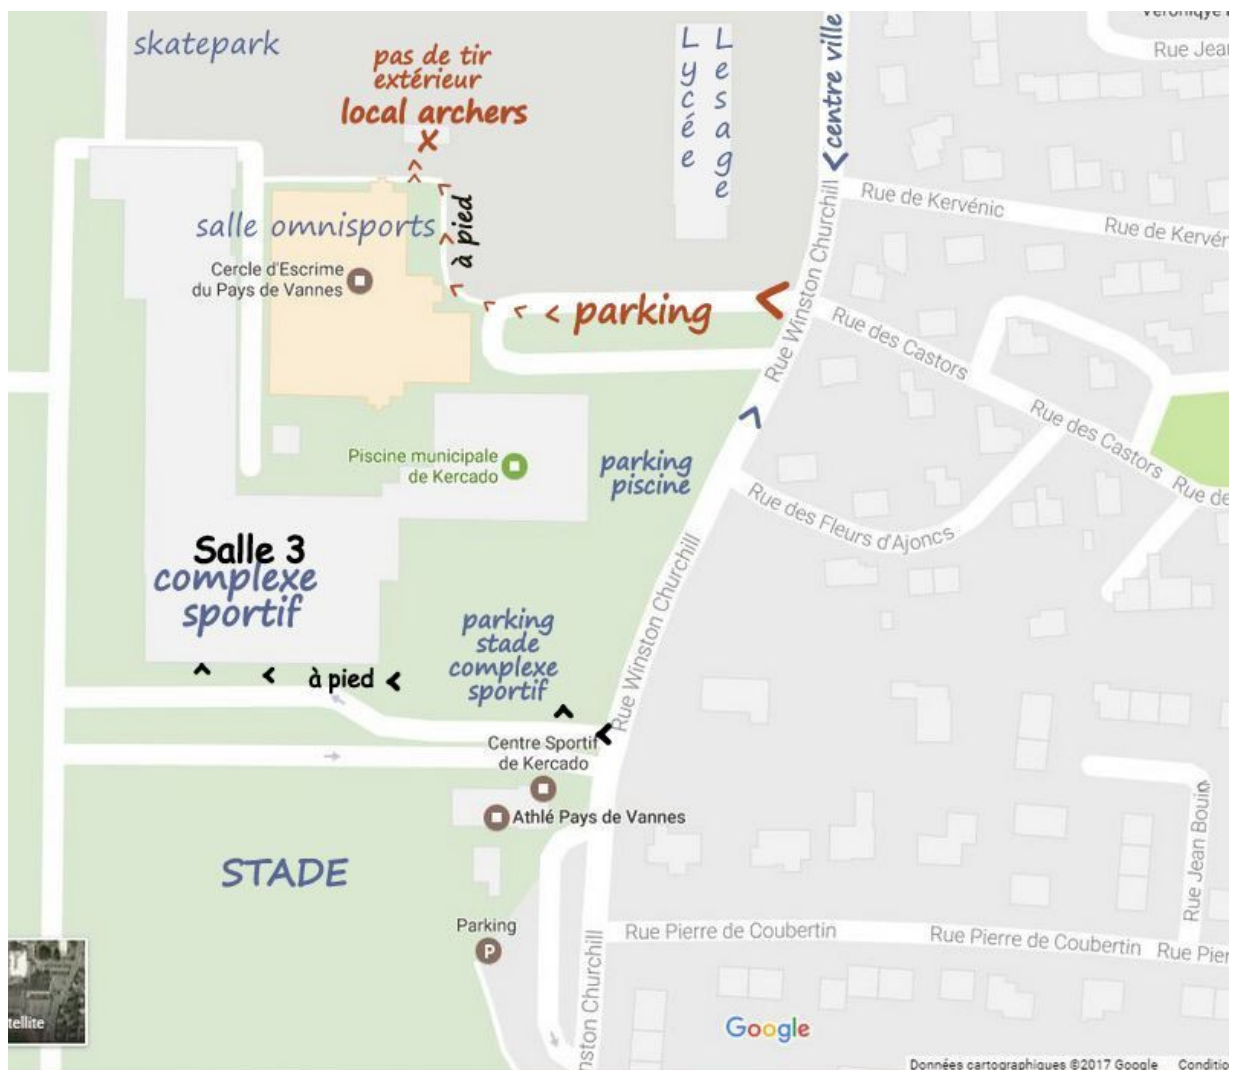 skatepark
pas de tir
extérieur
local archers
x
Lycée
Lesage
centre ville
Rue Jea
Rue de Kervénic
Rue de Kervér
salle omnisports
à pied
Cercle d'Escrime
du Pays de Vannes
parking
Rue Winston Churchill
Rue des Castors
Rue des Castors
Rue de
Piscine municipale
de Kercado
parking
piscine
Rue des Fleurs d'Ajoncs
Salle 3
complexe
sportif
parking
stade
complexe
sportif
Rue Winston Churchill
à pied
Centre Sportif
de Kercado
Athlé Pays de Vannes
STADE
Rue Jean Bouin
Parking
P
Rue Pierre de Coubertin
Rue Pierre de Coubertin
Rue Pier
nston Churchill
tellite
Google
Données cartographiques ©2017 Google
Conditio